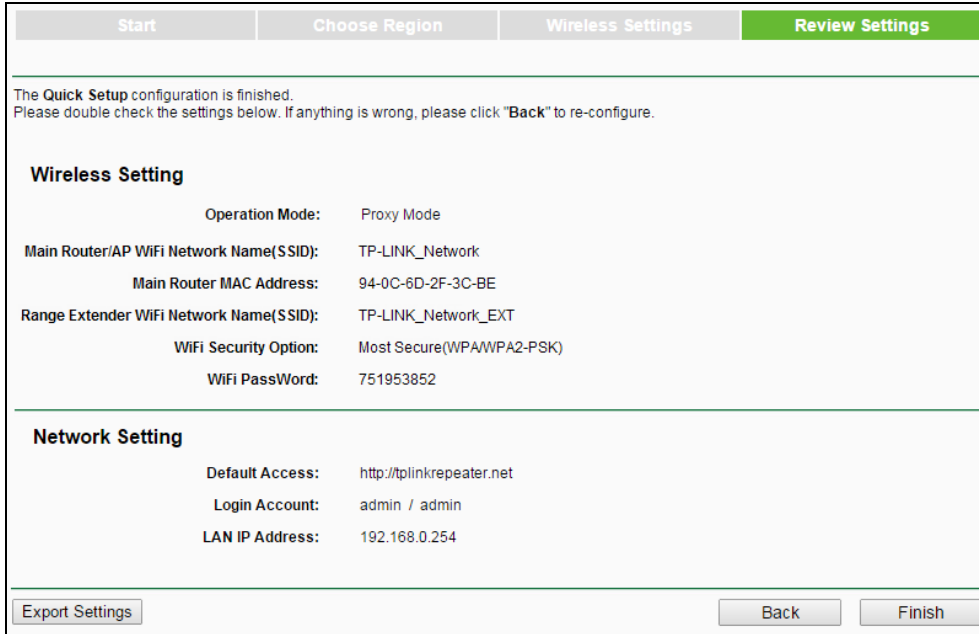 Start Choose Region Wireless Settings Review Settings
The Quick Setup configuration is finished.
Please double check the settings below. If anything is wrong, please click "Back" to re-configure.
Wireless Setting
Operation Mode: Proxy Mode
Main Router/AP WiFi Network Name(SSID): TP-LINK_Network
Main Router MAC Address: 94-0C-6D-2F-3C-BE
Range Extender WiFi Network Name(SSID): TP-LINK_Network_EXT
WiFi Security Option: Most Secure(WPA/WPA2-PSK)
WiFi PassWord: 751953852
Network Setting
Default Access: http://tplinkrepeater.net
Login Account: admin / admin
LAN IP Address: 192.168.0.254
Export Settings Back Finish